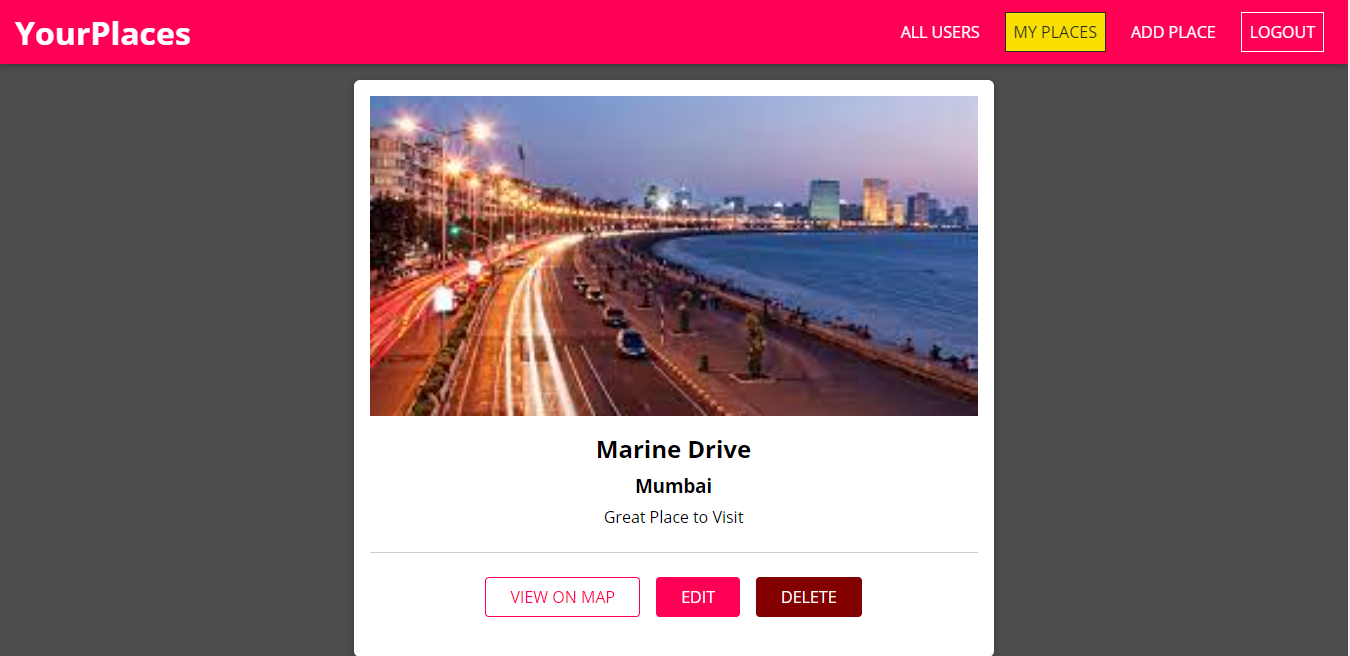 YourPlaces
ALL USERS MY PLACES ADD PLACE LOGOUT
Marine Drive
Mumbai
Great Place to Visit
VIEW ON MAP EDIT DELETE